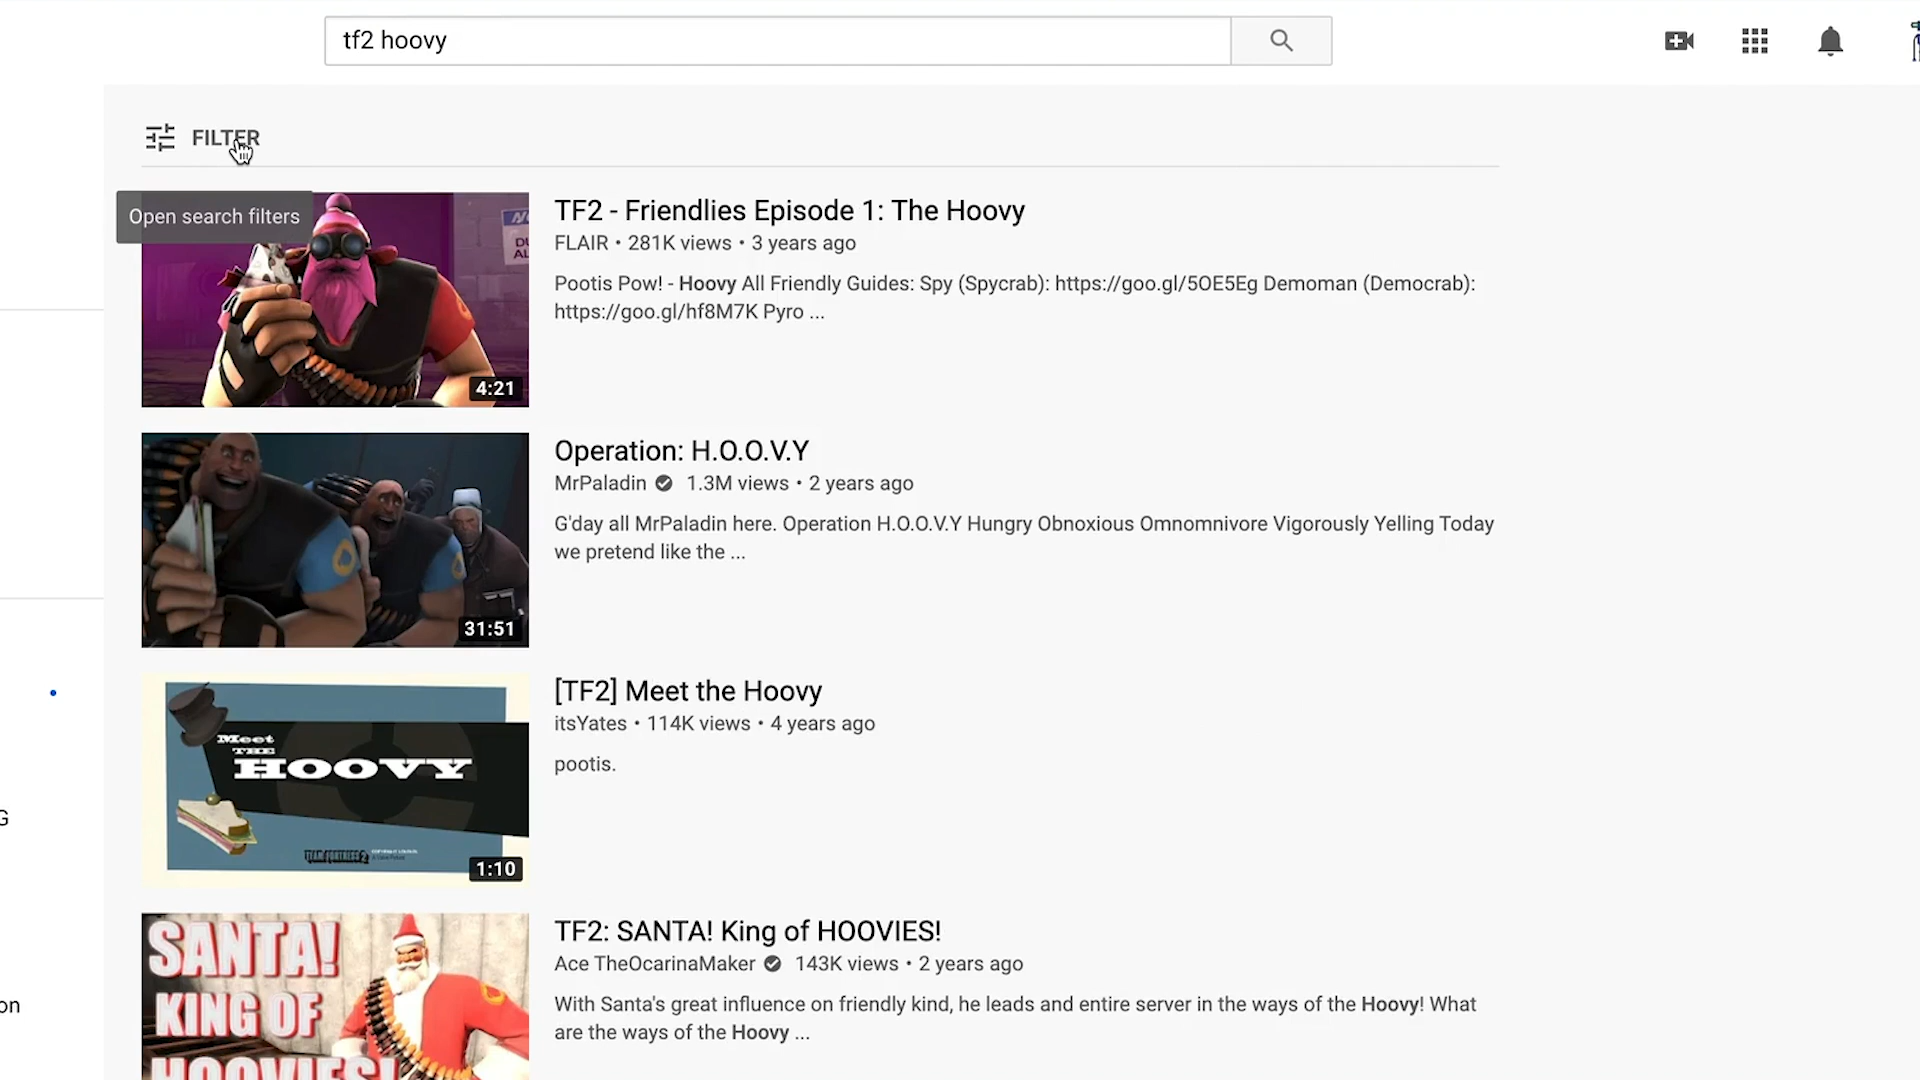 tf2 hoovy
FILTER
Open search filters
TF2 - Friendlies Episode 1: The Hoovy
FLAIR • 281K views • 3 years ago
Pootis Pow! - Hoovy All Friendly Guides: Spy (Spycrab): https://goo.gl/5OE5Eg Demoman (Democrab):
https://goo.gl/hf8M7K Pyro ...
4:21
Operation: H.O.O.V.Y
MrPaladin 1.3M views • 2 years ago
G'day all MrPaladin here. Operation H.O.O.V.Y Hungry Obnoxious Omnomnivore Vigorously Yelling Today
we pretend like the ...
31:51
[TF2] Meet the Hoovy
itsYates • 114K views • 4 years ago
pootis.
Meet
THE
HOOVY
TEAM FORTRESS 2
1:10
TF2: SANTA! King of HOOVIES!
Ace TheOcarinaMaker 143K views • 2 years ago
With Santa's great influence on friendly kind, he leads and entire server in the ways of the Hoovy! What
are the ways of the Hoovy ...
SANTA!
KING OF
HOOVIES!
G
on